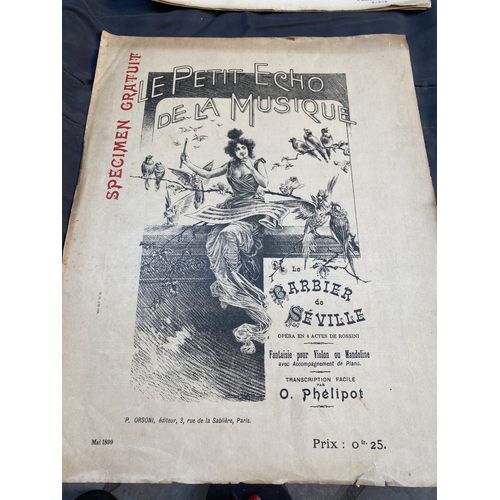 SPÉCIMEN GRATUIT
LE PETIT ECHO
DE LA MUSIQUE
Le
BARBIER
de
SÉVILLE
OPÉRA EN 4 ACTES DE ROSSINI
Fantaisie pour Violon ou Mandoline
avec Accompagnement de Piano.
TRANSCRIPTION FACILE
PAR
O. Phélipot
P. ORSONI, éditeur, 3, rue de la Sablière, Paris.
Mai 1899
Prix : 0 fr. 25.